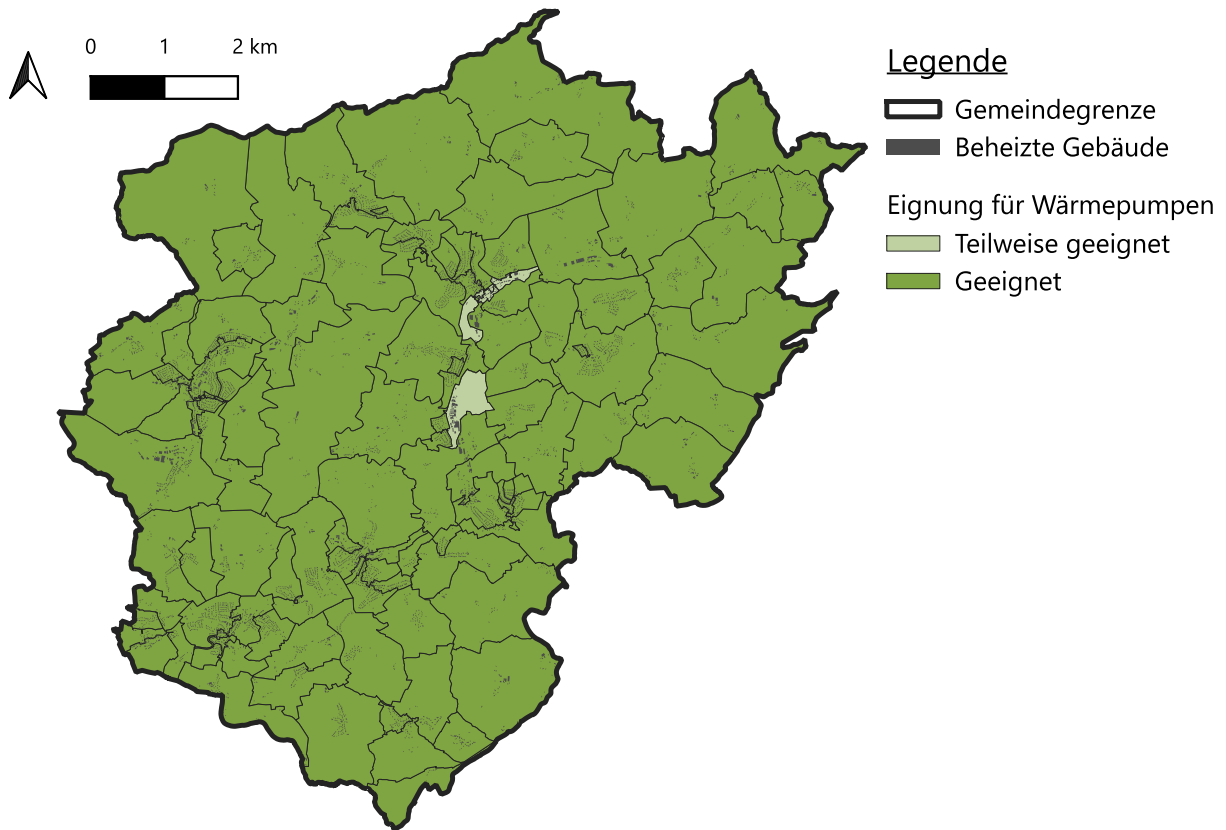 0 1 2 km
Legende
Gemeindegrenze
Beheizte Gebäude
Eignung für Wärmepumpen
Teilweise geeignet
Geeignet